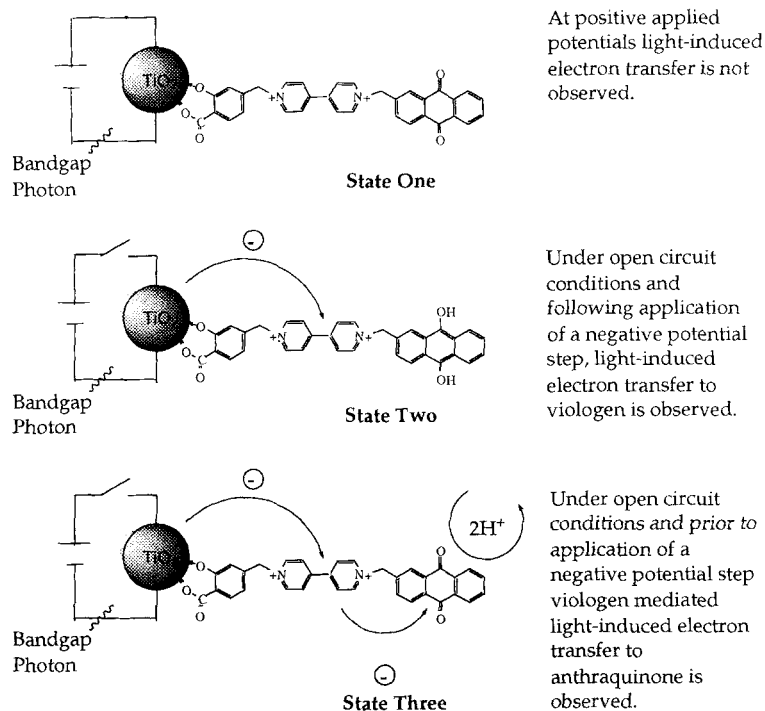 At positive applied
potentials light-induced
electron transfer is not
observed.
TiO
O
O
C
O
+N
N+
O
O
Bandgap
Photon
State One
Under open circuit
conditions and
following application
of a negative potential
step, light-induced
electron transfer to
viologen is observed.
-
TiO
O
O
C
O
+N
N+
OH
OH
Bandgap
Photon
State Two
Under open circuit
conditions and prior to
application of a
negative potential step
viologen mediated
light-induced electron
transfer to
anthraquinone is
observed.
-
2H+
TiO
O
O
C
O
+N
N+
O
O
Bandgap
Photon
-
State Three